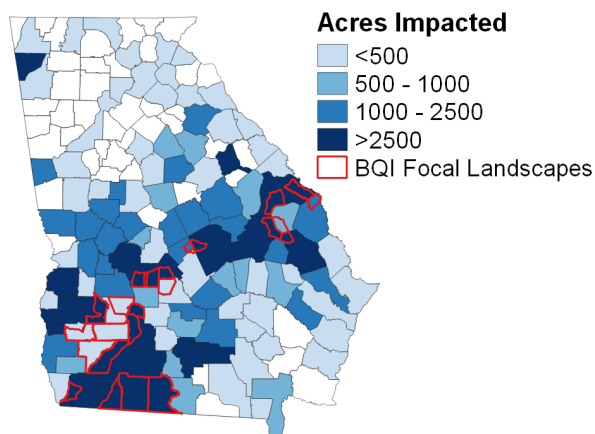 Acres Impacted
<500
500 - 1000
1000 - 2500
>2500
BQI Focal Landscapes